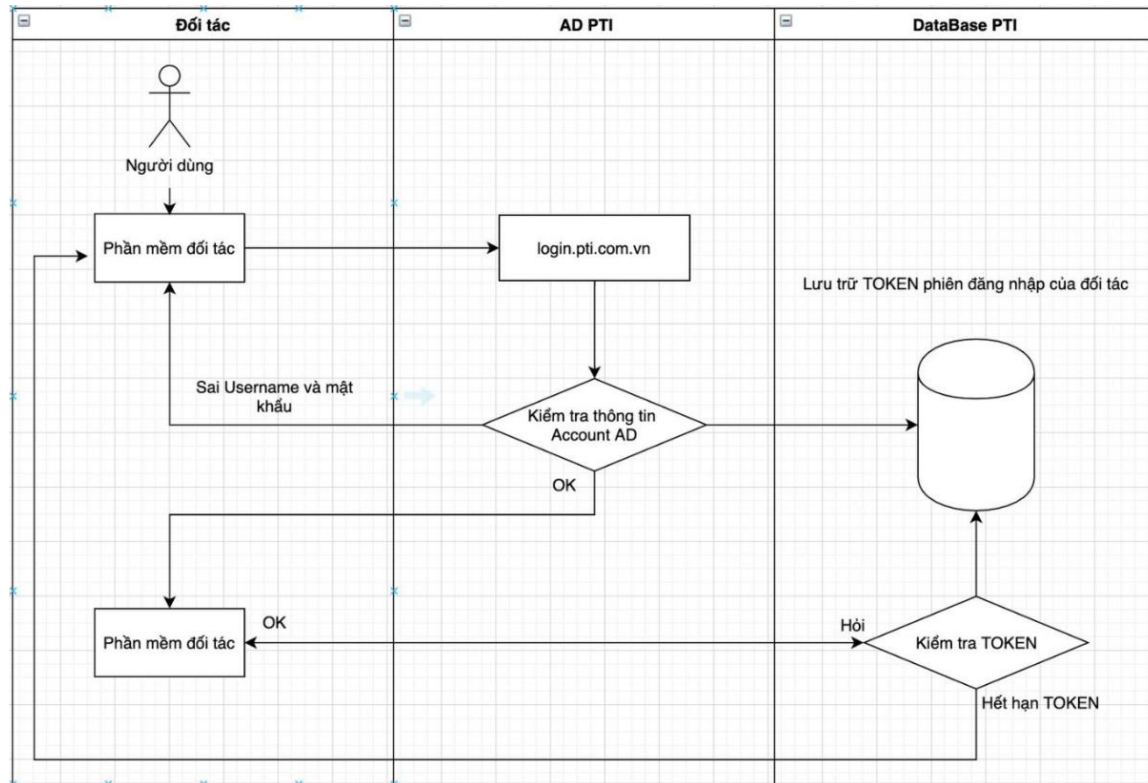 Đối tác
AD PTI
DataBase PTI
Người dùng
Phần mềm đối tác
login.pti.com.vn
Lưu trữ TOKEN phiên đăng nhập của đối tác
Sai Username và mật
khẩu
Kiểm tra thông tin
Account AD
OK
Phần mềm đối tác
OK
Hỏi
Kiểm tra TOKEN
Hết hạn TOKEN